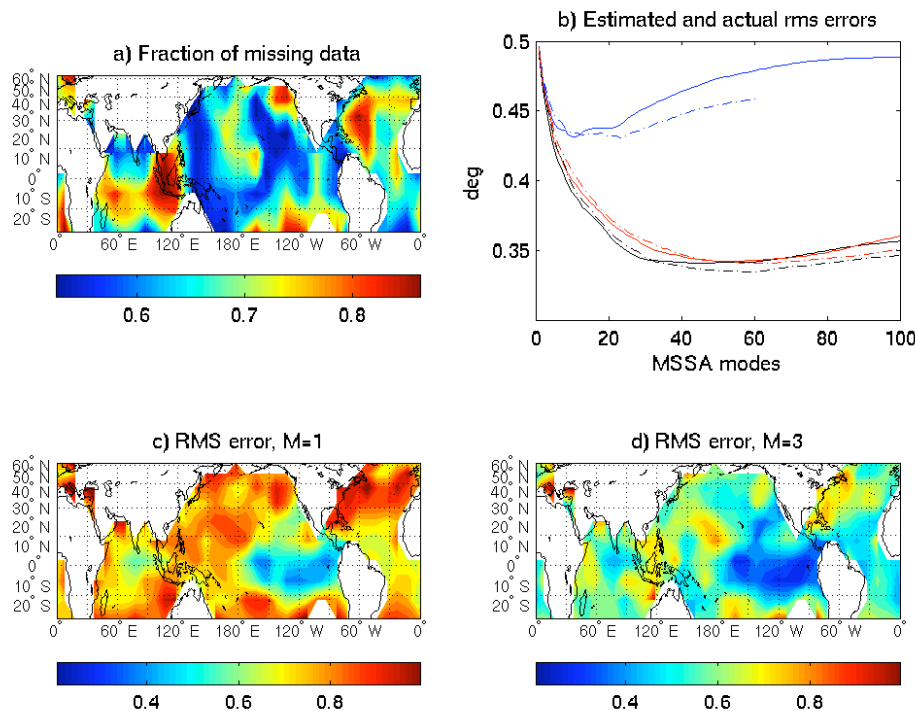 a) Fraction of missing data
60° N
40° N
30° N
20° N
10° N
0°
10° S
20° S
0° 60° E 120° E 180° E 120° W 60° W 0°
0.6 0.7 0.8
b) Estimated and actual rms errors
deg
0.5
0.45
0.4
0.35
0 20 40 60 80 100
MSSA modes
c) RMS error, M=1
60° N
50° N
40° N
30° N
20° N
10° N
0°
10° S
20° S
0° 60° E 120° E 180° E 120° W 60° W 0°
0.4 0.6 0.8
d) RMS error, M=3
60° N
50° N
40° N
30° N
20° N
10° N
0°
10° S
20° S
0° 60° E 120° E 180° E 120° W 60° W 0°
0.4 0.6 0.8